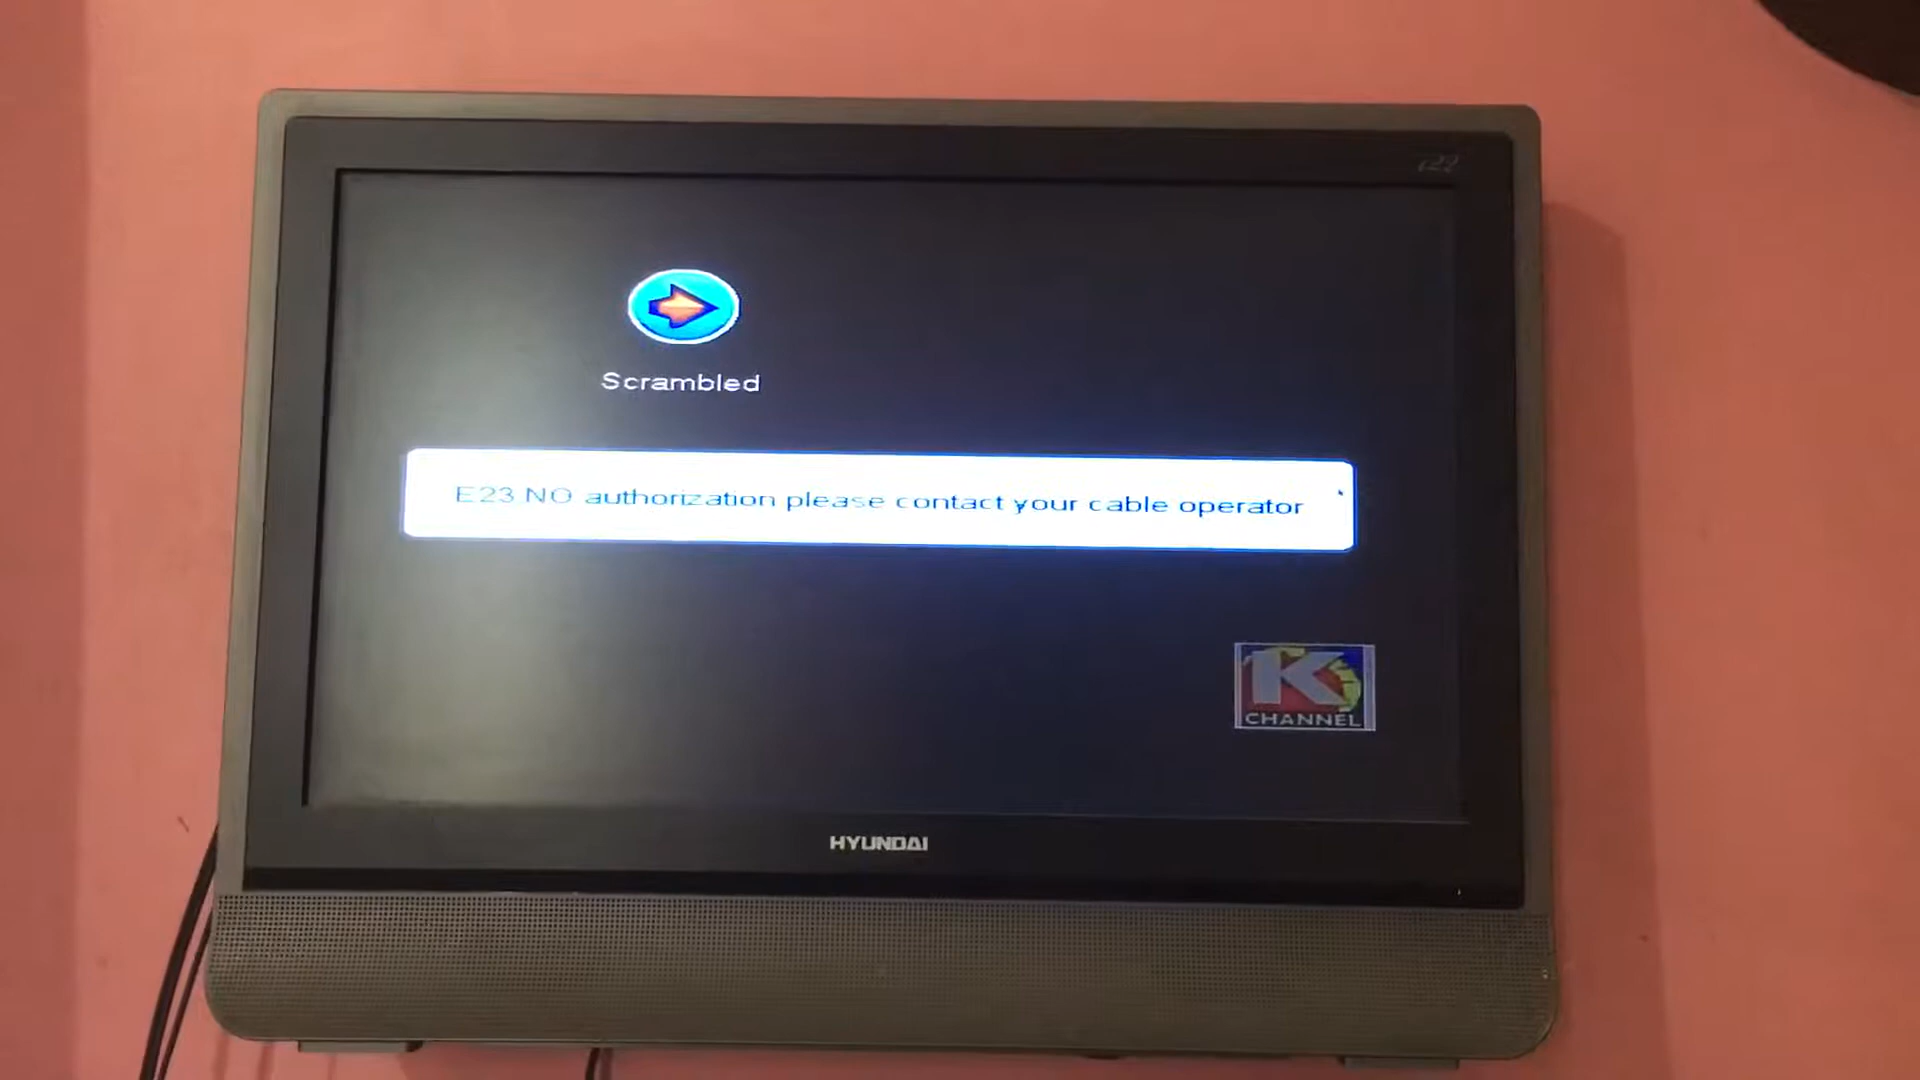 Scrambled
E23 NO authorization please contact your cable operator
K
CHANNEL
HYUNDAI